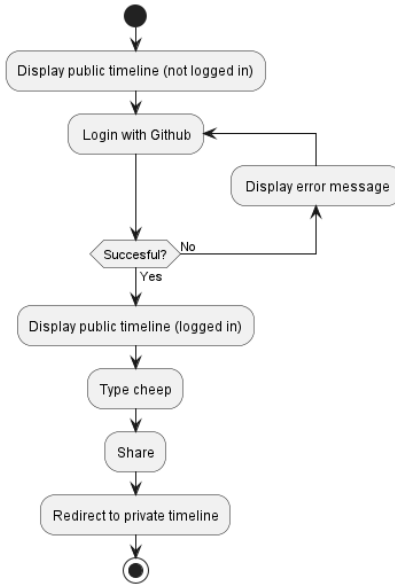 Display public timeline (not logged in)
Login with Github
Display error message
Succesful?
No
Yes
Display public timeline (logged in)
Type cheep
Share
Redirect to private timeline